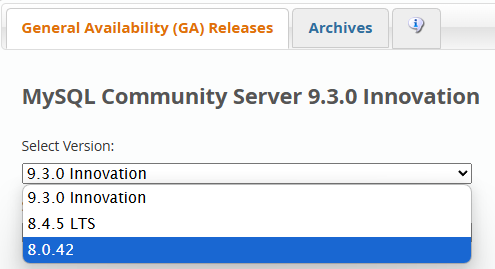 General Availability (GA) Releases
Archives
MySQL Community Server 9.3.0 Innovation
Select Version:
9.3.0 Innovation
9.3.0 Innovation
8.4.5 LTS
8.0.42